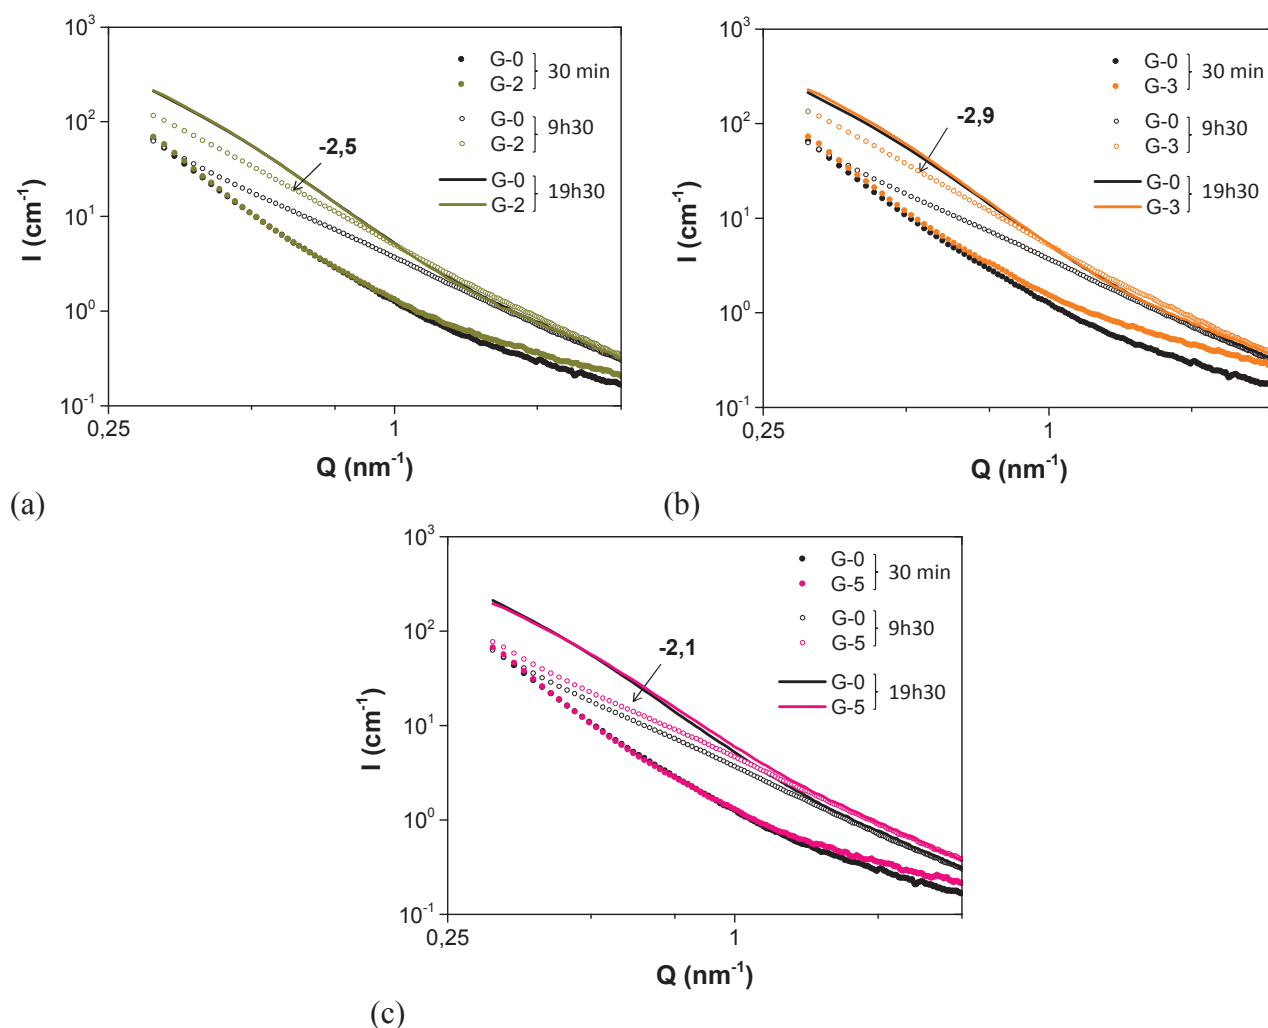 10³
10²
10¹
10⁰
10⁻¹
I (cm⁻¹)
G-0
G-2
30 min
G-0
G-2
9h30
G-0
G-2
19h30
-2,5
0,25
1
Q (nm⁻¹)
(a)
10³
10²
10¹
10⁰
10⁻¹
I (cm⁻¹)
G-0
G-3
30 min
G-0
G-3
9h30
G-0
G-3
19h30
-2,9
0,25
1
Q (nm⁻¹)
(b)
10³
10²
10¹
10⁰
10⁻¹
I (cm⁻¹)
G-0
G-5
30 min
G-0
G-5
9h30
G-0
G-5
19h30
-2,1
0,25
1
Q (nm⁻¹)
(c)